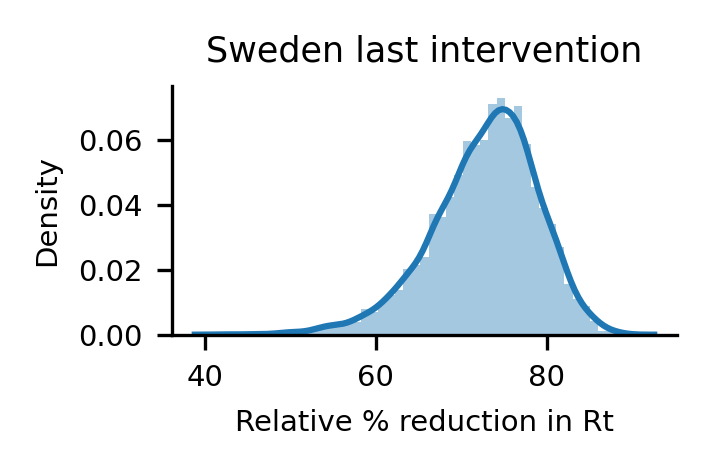 Sweden last intervention
Density
0.06
0.04
0.02
0.00
40 60 80
Relative % reduction in Rt